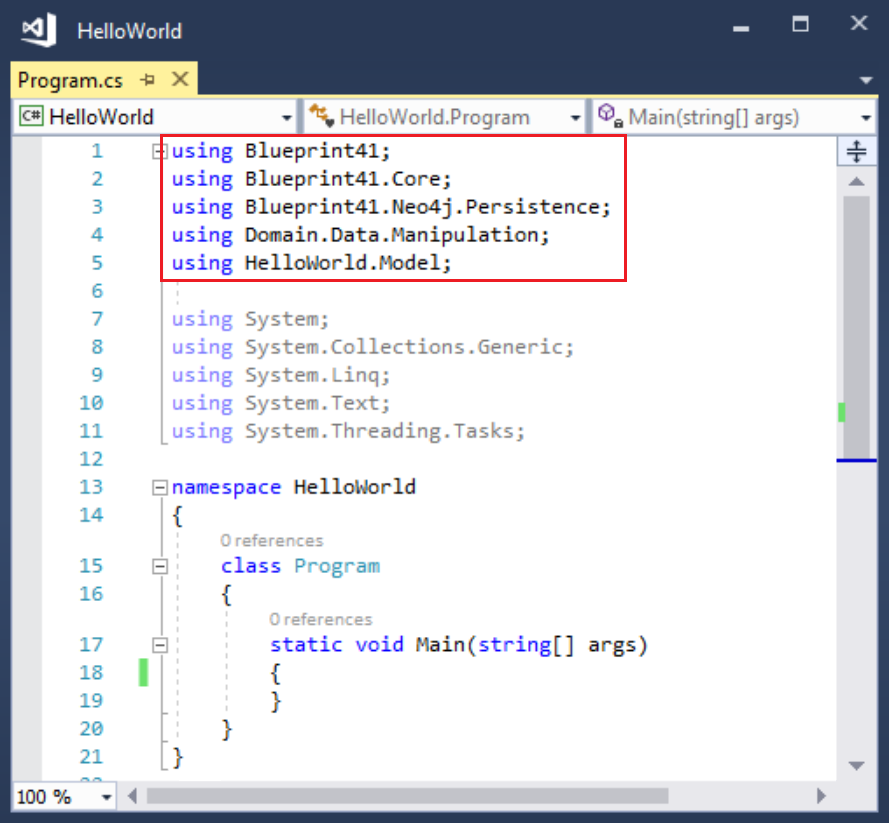 HelloWorld
Program.cs
C# HelloWorld HelloWorld.Program Main(string[] args)
1 using Blueprint41;
2 using Blueprint41.Core;
3 using Blueprint41.Neo4j.Persistence;
4 using Domain.Data.Manipulation;
5 using HelloWorld.Model;
6
7 using System;
8 using System.Collections.Generic;
9 using System.Linq;
10 using System.Text;
11 using System.Threading.Tasks;
12
13 namespace HelloWorld
14 {
0 references
15 class Program
16 {
0 references
17 static void Main(string[] args)
18 {
19 }
20 }
21 }
100 %